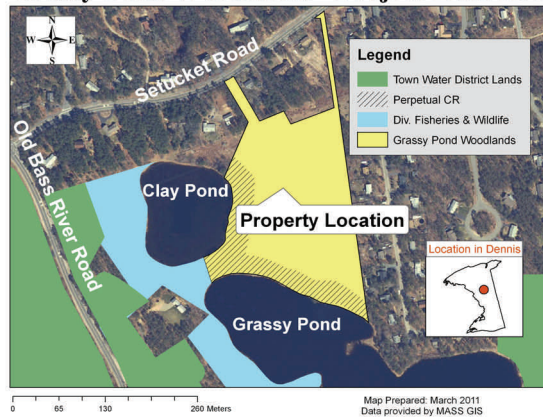 N
W E
S
Setucket Road
Legend
Town Water District Lands
Perpetual CR
Div. Fisheries & Wildlife
Grassy Pond Woodlands
Old Bass River Road
Clay Pond
Property Location
Location in Dennis
Grassy Pond
0 65 130 260 Meters
Map Prepared: March 2011
Data provided by MASS GIS